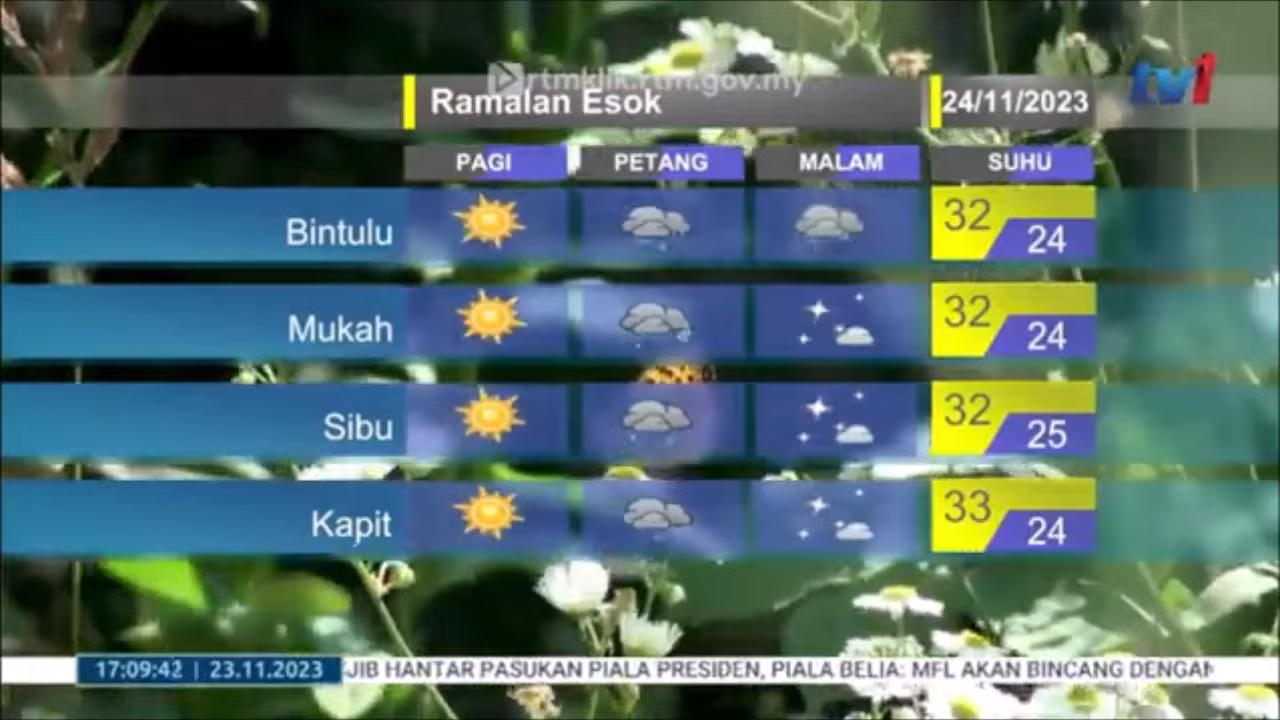 rtmklik.rtm.gov.my
tv1
Ramalan Esok 24/11/2023
PAGI PETANG MALAM SUHU
Bintulu 32 24
Mukah 32 24
Sibu 32 25
Kapit 33 24
17:09:42 | 23.11.2023 JIB HANTAR PASUKAN PIALA PRESIDEN, PIALA BELIA: MFL AKAN BINCANG DENGAN